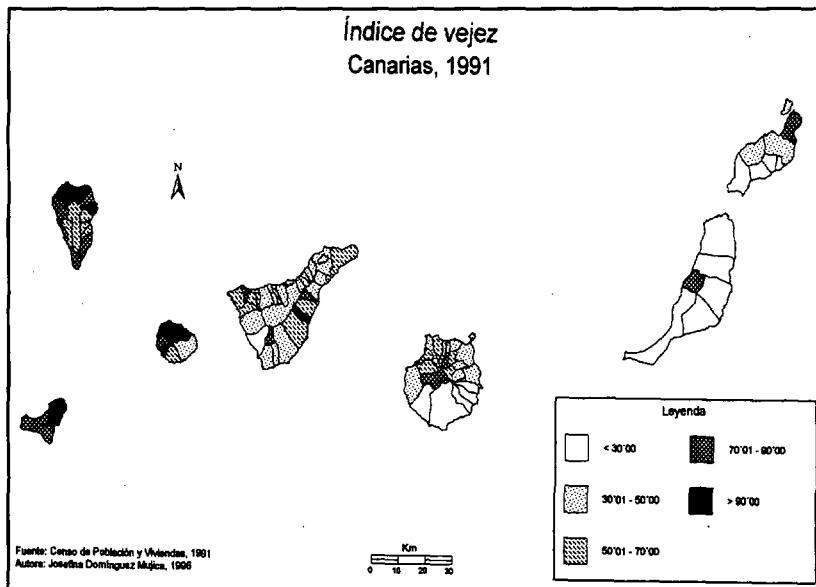 Índice de vejez
Canarias, 1991
N
Leyenda
< 30'00
70'01 - 90'00
30'01 - 50'00
> 90'00
50'01 - 70'00
Fuente: Censo de Población y Viviendas, 1991
Autora: Josefina Domínguez Mujica, 1996
Km
0 10 20 30